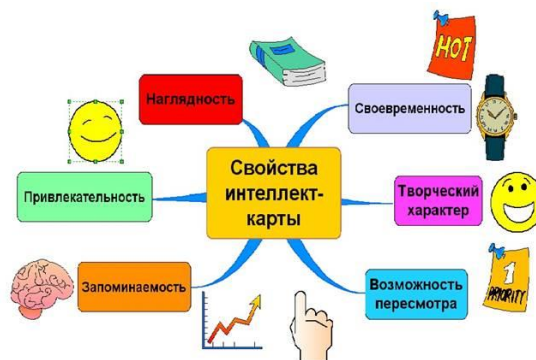 HOT
Наглядность
Своевременность
Свойства
интеллект-
карты
Привлекательность
Творческий
характер
Запоминаемость
Возможность
пересмотра
1
PRIORITY